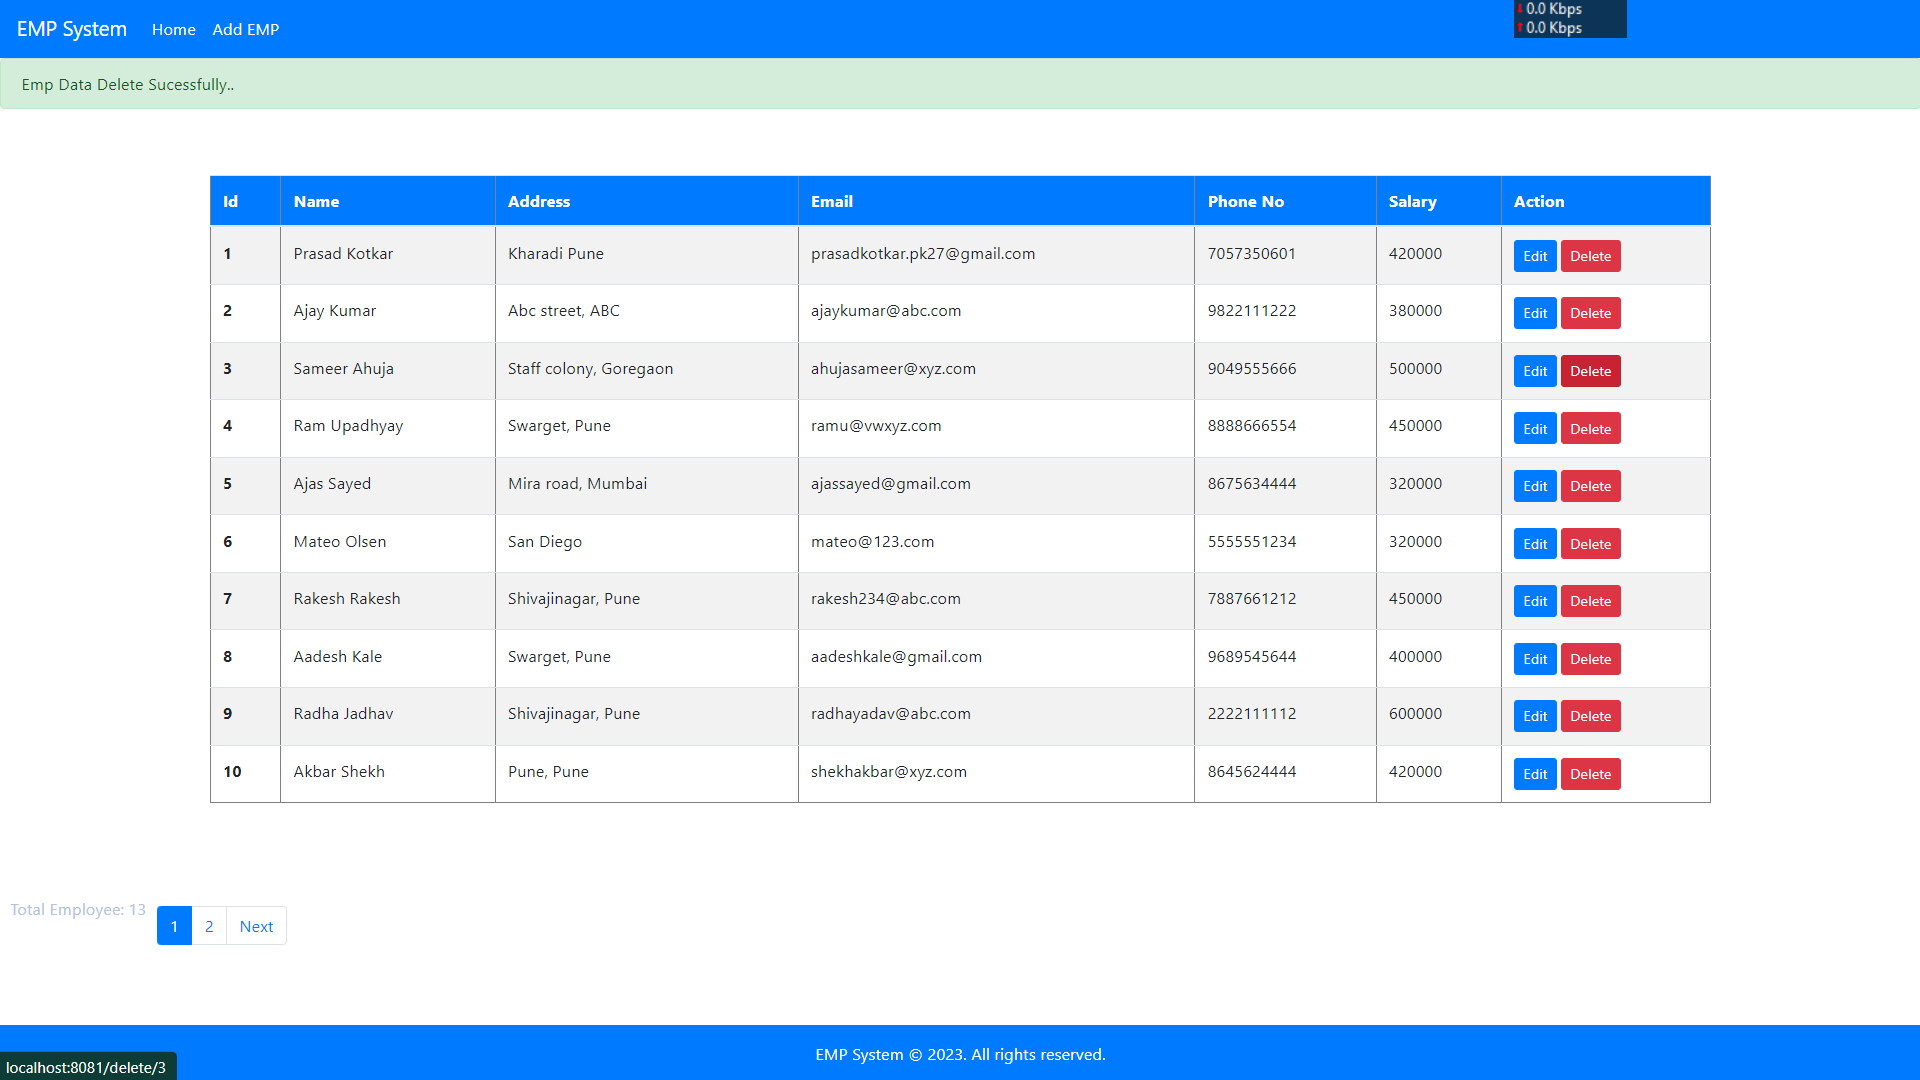 EMP System Home Add EMP
0.0 Kbps
0.0 Kbps
Emp Data Delete Sucessfully..
Id Name Address Email Phone No Salary Action
1 Prasad Kotkar Kharadi Pune prasadkotkar.pk27@gmail.com 7057350601 420000 Edit Delete
2 Ajay Kumar Abc street, ABC ajaykumar@abc.com 9822111222 380000 Edit Delete
3 Sameer Ahuja Staff colony, Goregaon ahujasameer@xyz.com 9049555666 500000 Edit Delete
4 Ram Upadhyay Swarget, Pune ramu@vwxyz.com 8888666554 450000 Edit Delete
5 Ajas Sayed Mira road, Mumbai ajassayed@gmail.com 8675634444 320000 Edit Delete
6 Mateo Olsen San Diego mateo@123.com 5555551234 320000 Edit Delete
7 Rakesh Rakesh Shivajinagar, Pune rakesh234@abc.com 7887661212 450000 Edit Delete
8 Aadesh Kale Swarget, Pune aadeshkale@gmail.com 9689545644 400000 Edit Delete
9 Radha Jadhav Shivajinagar, Pune radhayadav@abc.com 2222111112 600000 Edit Delete
10 Akbar Shekh Pune, Pune shekhakbar@xyz.com 8645624444 420000 Edit Delete
Total Employee: 13 1 2 Next
EMP System © 2023. All rights reserved.
localhost:8081/delete/3